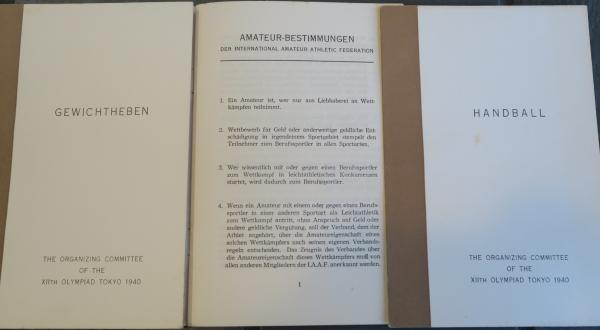 GEWICHTHEBEN
THE ORGANIZING COMMITTEE
OF THE
XIITH OLYMPIAD TOKYO 1940
AMATEUR-BESTIMMUNGEN
DER INTERNATIONAL AMATEUR ATHLETIC FEDERATION
1. Ein Amateur ist, wer nur aus Liebhaberei an Wett-
kämpfen teilnimmt.
2. Wettbewerb für Geld oder anderweitige geldliche Ent-
schädigung in irgendeinem Sportgebiet stempelt den
Teilnehmer zum Berufssportler in allen Sportarten.
3. Wer wissentlich mit oder gegen einen Berufssportler
zum Wettkampf in leichtathletischen Konkurrenzen
startet, wird dadurch zum Berufssportler.
4. Wenn ein Amateur mit einem oder gegen einen Berufs-
sportler in einer anderen Sportart als Leichtathletik
zum Wettkampf antritt, ohne Anspruch auf Geld oder
andere geldliche Vergütung, soll der Verband, dem der
Athlet angehört, über die Amateureigenschaft eines
solchen Wettkämpfers nach seinen eigenen Verbands-
regeln entscheiden. Das Zeugnis des Verbandes über
die Amateureigenschaft dieses Wettkämpfers muß von
allen anderen Mitgliedern der I.A.A.F. anerkannt werden.
1
HANDBALL
THE ORGANIZING COMMITTEE
OF THE
XIITH OLYMPIAD TOKYO 1940